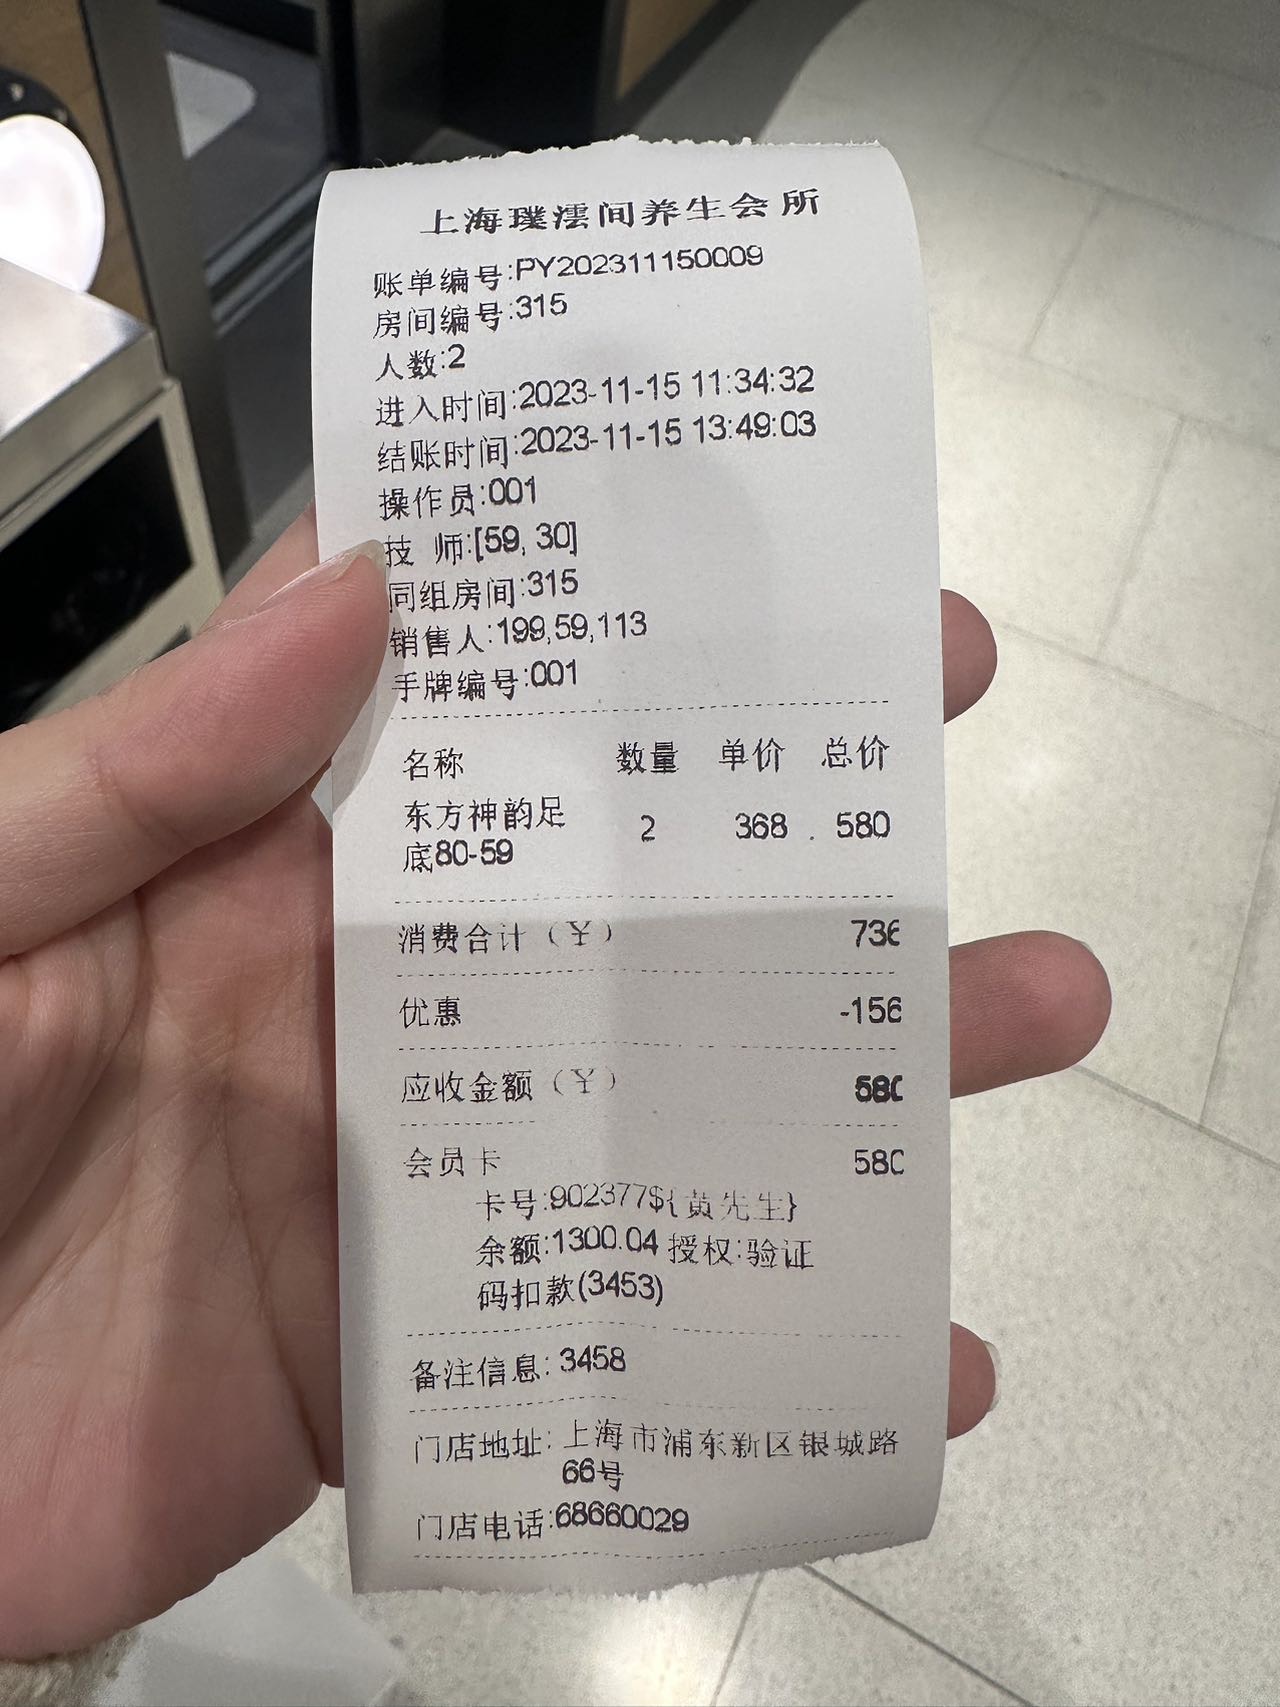 上海璞澐间养生会所
账单编号:PY202311150009
房间编号:315
人数:2
进入时间:2023-11-15 11:34:32
结账时间:2023-11-15 13:49:03
操作员:001
技 师:[59, 30]
同组房间:315
销售人:199,59,113
手牌编号:001
名称 数量 单价 总价
东方神韵足 2 368 580
底80-59
消费合计（¥） 736
优惠 -156
应收金额（¥） 580
会员卡 580
卡号:902377${黄先生}
余额:1300.04 授权:验证
码扣款(3453)
备注信息: 3458
门店地址: 上海市浦东新区银城路
66号
门店电话:68660029